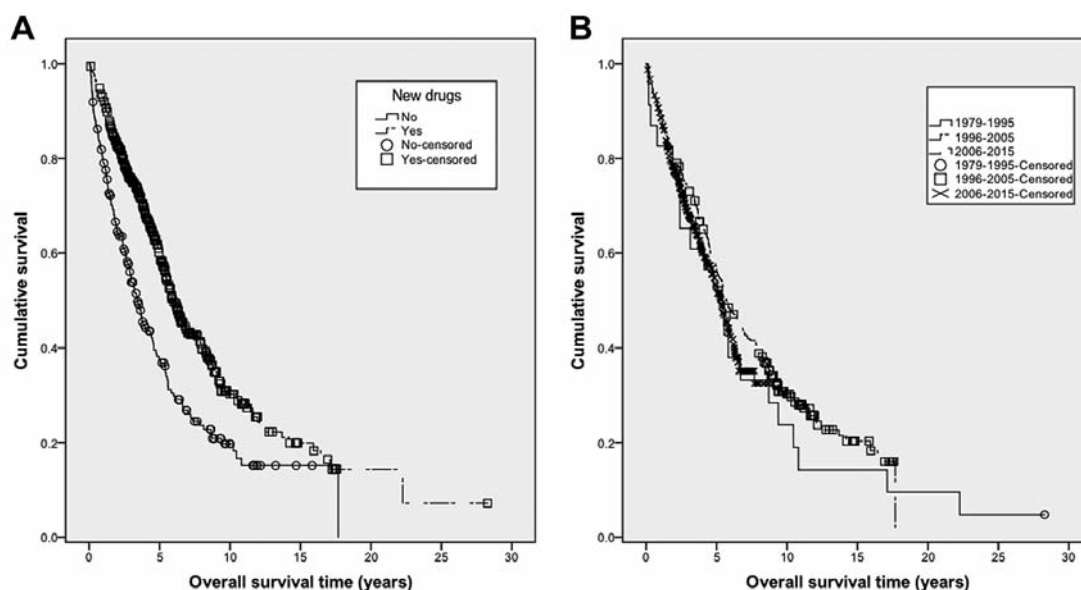 A
Cumulative survival
1.0
0.8
0.6
0.4
0.2
0.0
New drugs
No
Yes
No-censored
Yes-censored
0 5 10 15 20 25 30
Overall survival time (years)
B
Cumulative survival
1.0
0.8
0.6
0.4
0.2
0.0
1979-1995
1996-2005
2006-2015
1979-1995-Censored
1996-2005-Censored
2006-2015-Censored
0 5 10 15 20 25 30
Overall survival time (years)